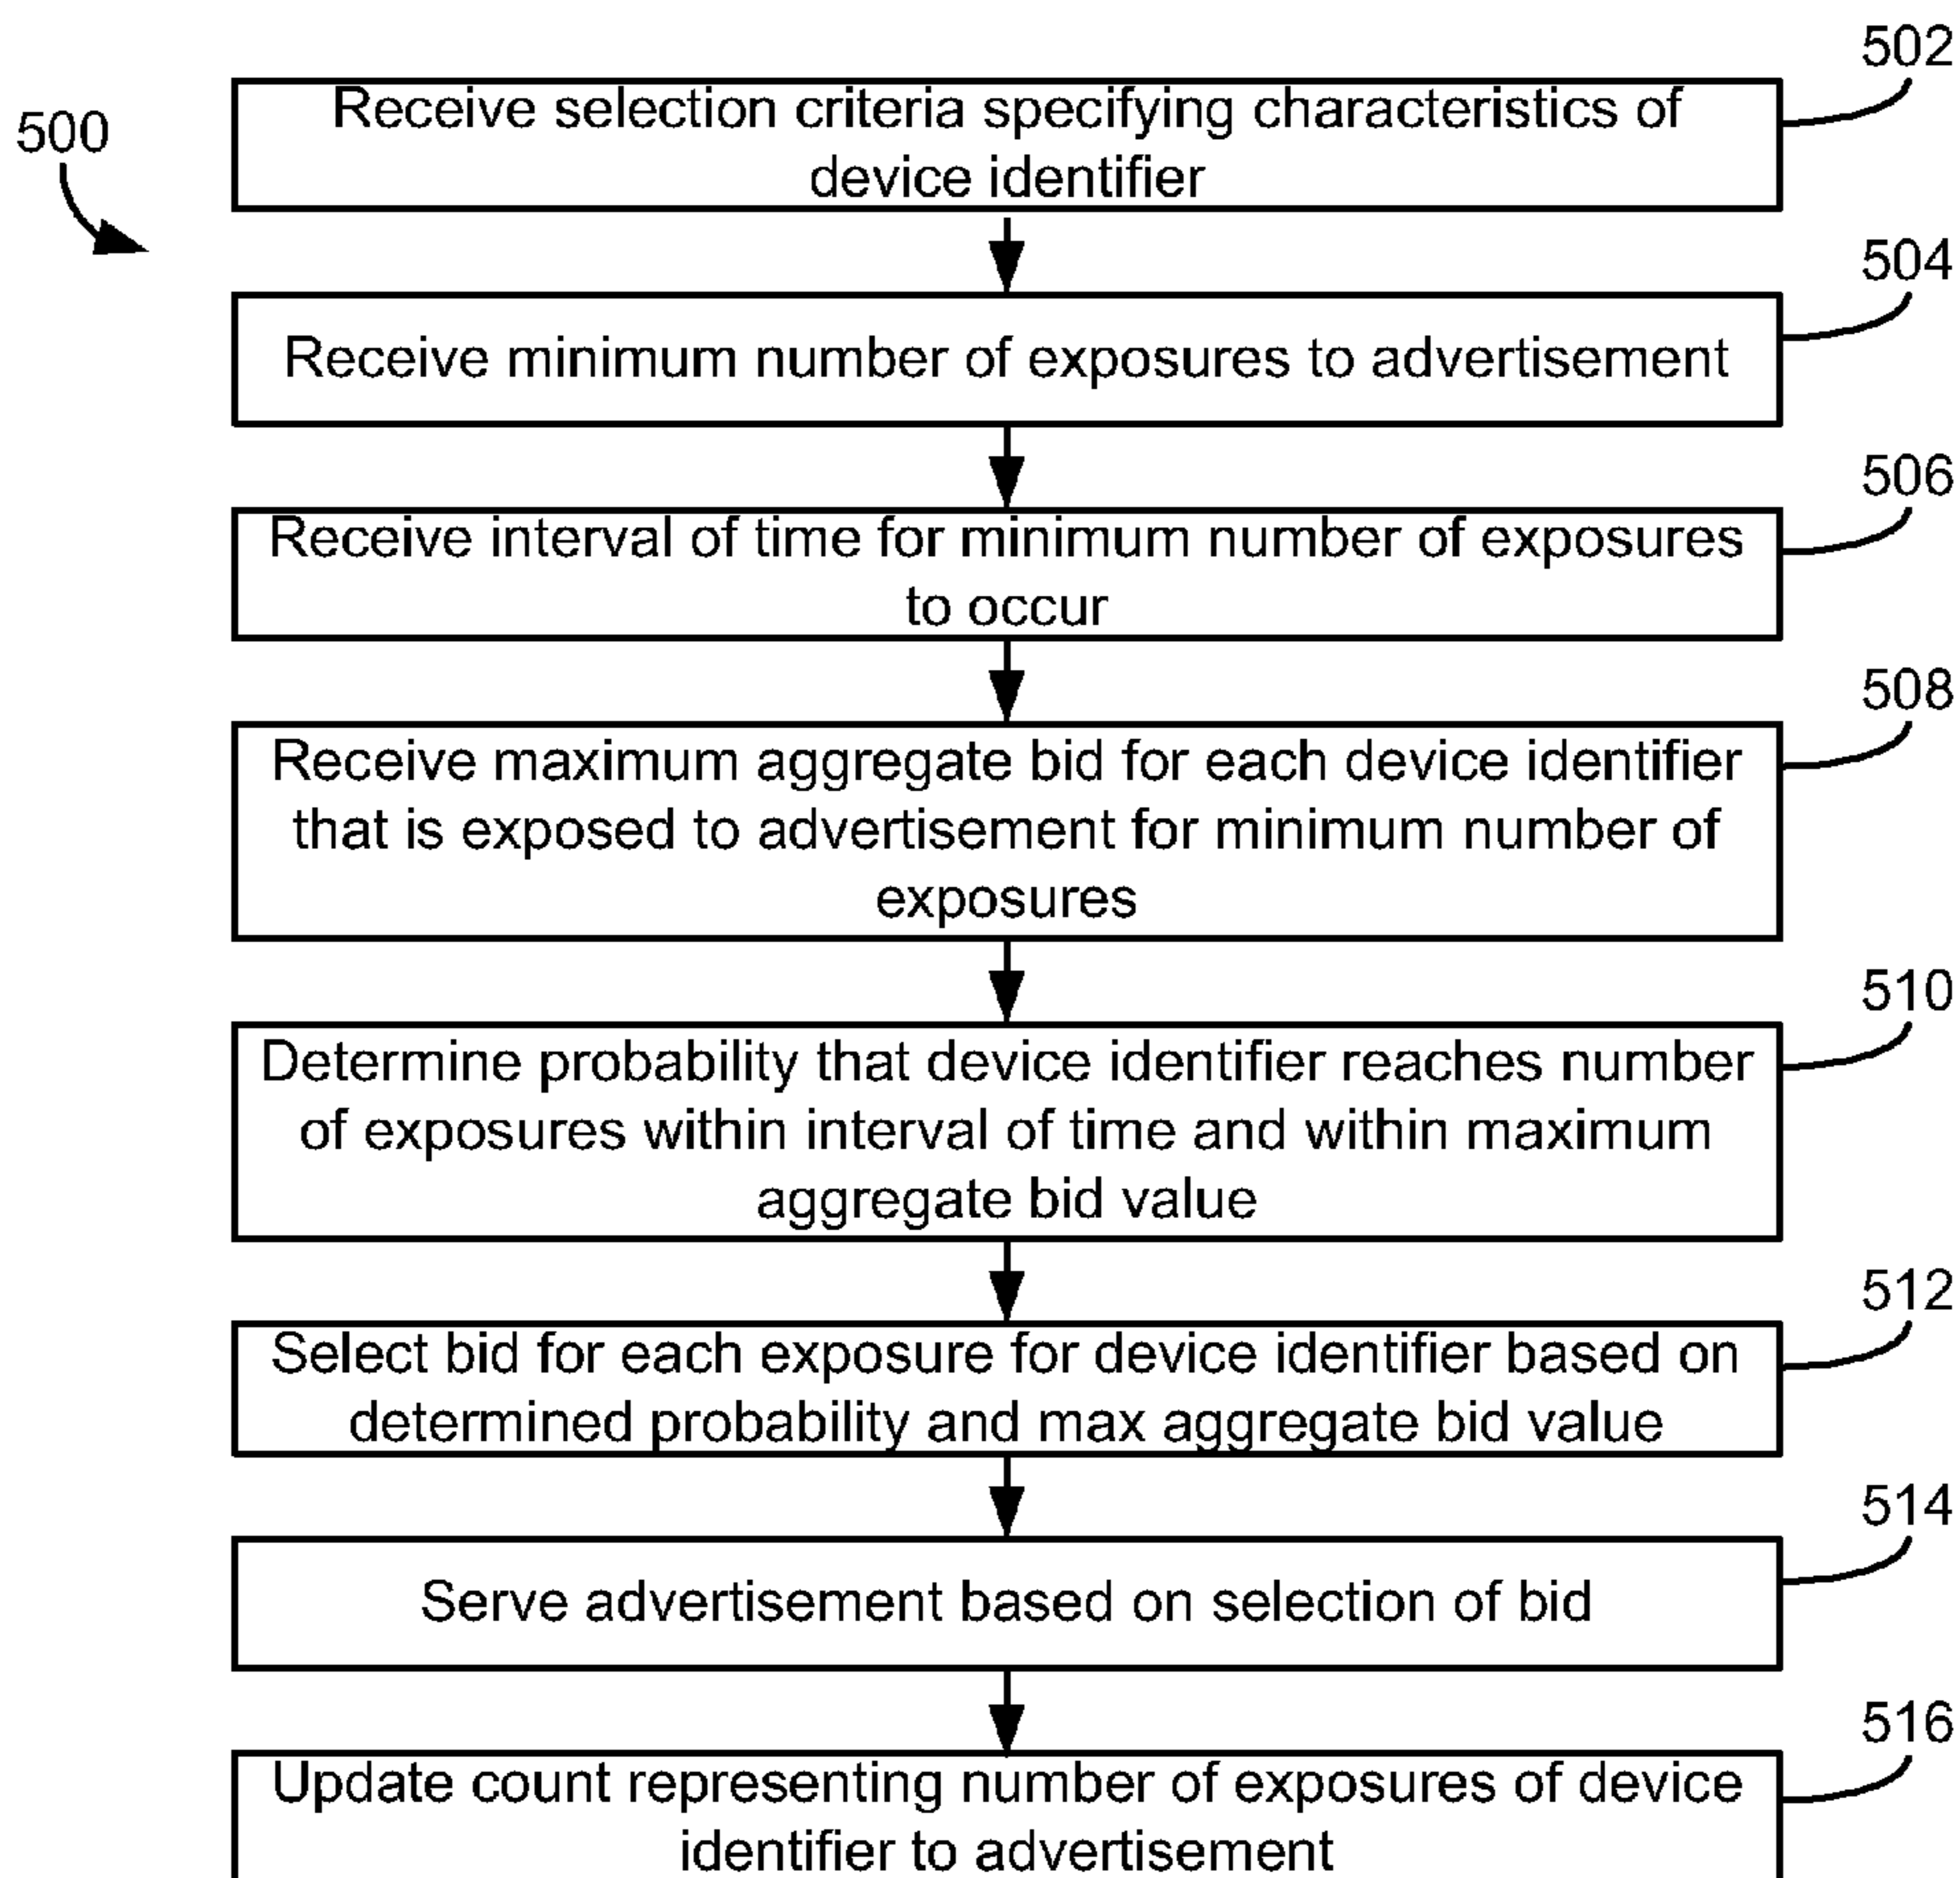 500
502
Receive selection criteria specifying characteristics of
device identifier
504
Receive minimum number of exposures to advertisement
506
Receive interval of time for minimum number of exposures
to occur
508
Receive maximum aggregate bid for each device identifier
that is exposed to advertisement for minimum number of
exposures
510
Determine probability that device identifier reaches number
of exposures within interval of time and within maximum
aggregate bid value
512
Select bid for each exposure for device identifier based on
determined probability and max aggregate bid value
514
Serve advertisement based on selection of bid
516
Update count representing number of exposures of device
identifier to advertisement